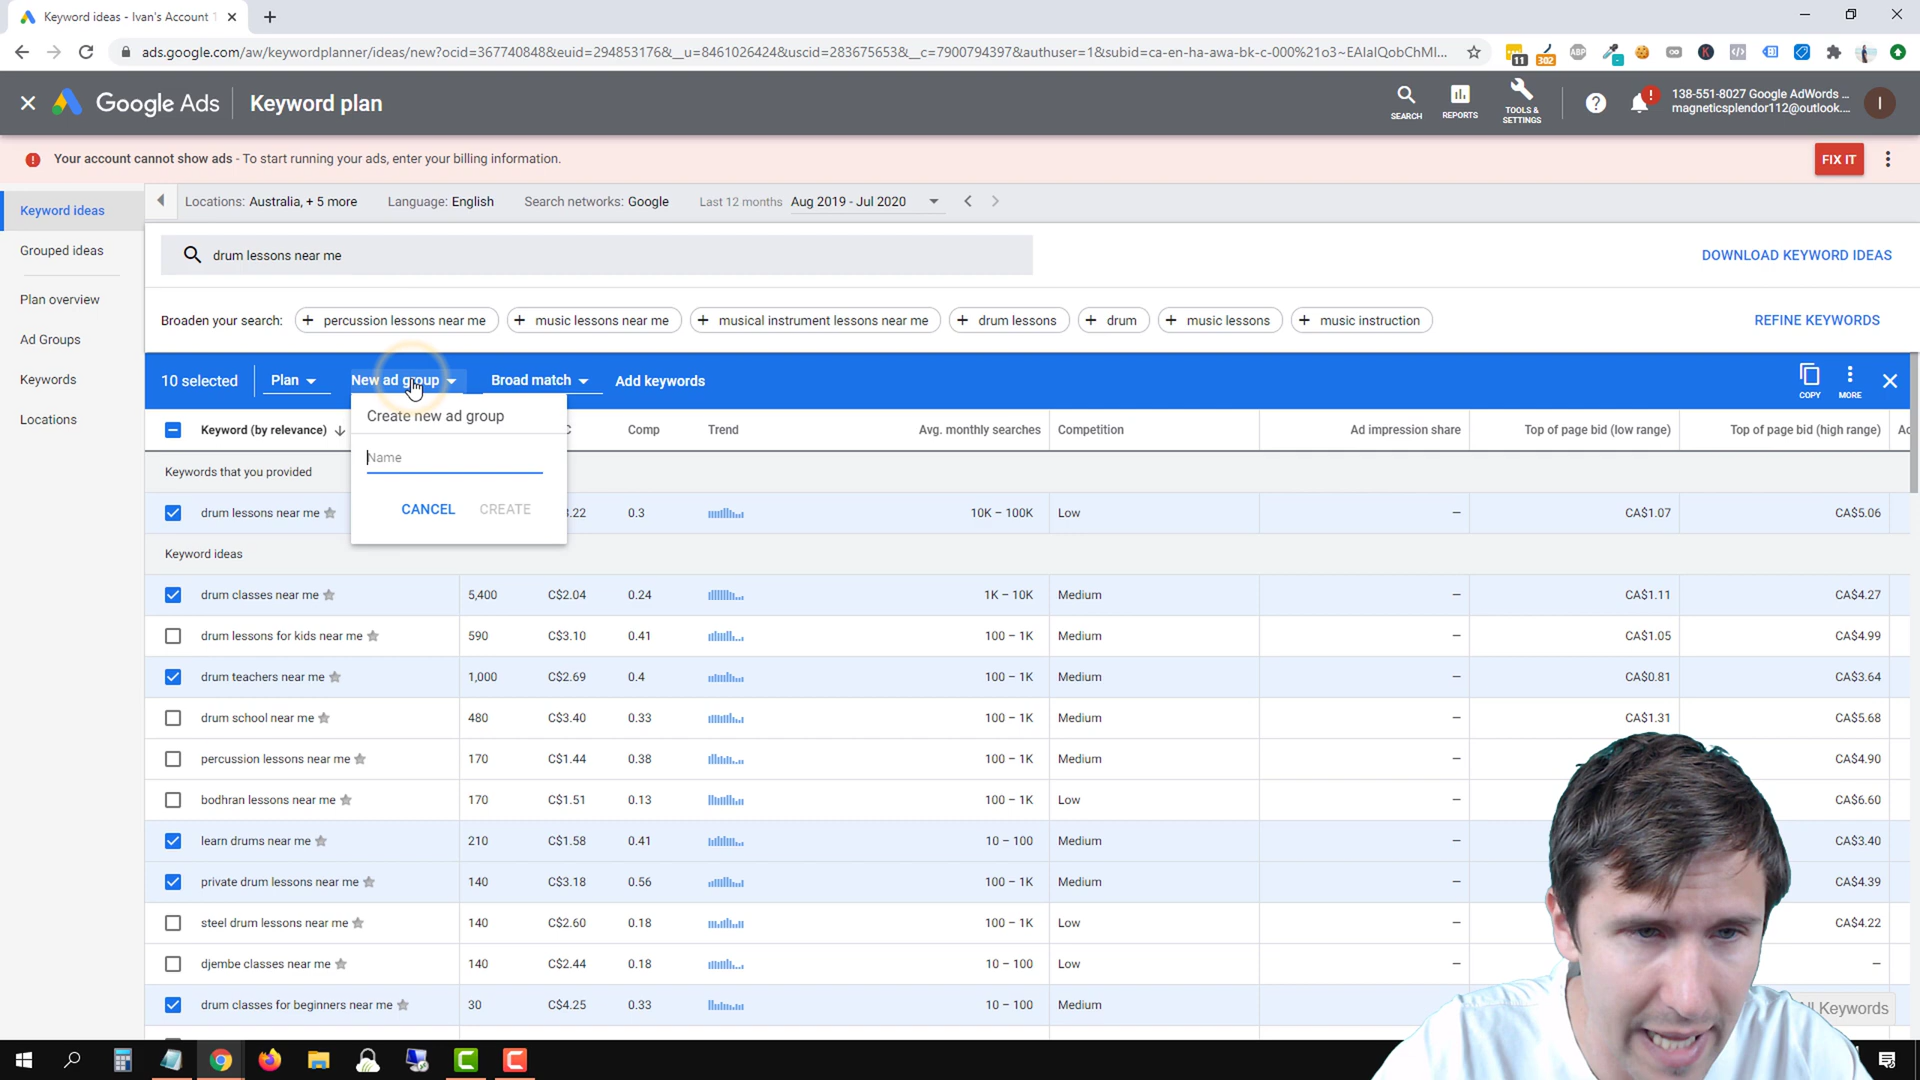 Keyword ideas - Ivan's Account 1
ads.google.com/aw/keywordplanner/ideas/new?ocid=367740848&euid=294853176&__u=8461026424&uscid=283675653&__c=7900794397&authuser=1&subid=ca-en-ha-awa-bk-c-000%21o3~EAIaIQobChMI...
11
302
ABP
Google Ads
Keyword plan
SEARCH
REPORTS
TOOLS &
SETTINGS
138-551-8027 Google AdWords ...
magneticsplendor112@outlook....
I
Your account cannot show ads - To start running your ads, enter your billing information.
FIX IT
Keyword ideas
Grouped ideas
Plan overview
Ad Groups
Keywords
Locations
Locations: Australia, + 5 more Language: English Search networks: Google Last 12 months Aug 2019 - Jul 2020
drum lessons near me
DOWNLOAD KEYWORD IDEAS
Broaden your search: + percussion lessons near me + music lessons near me + musical instrument lessons near me + drum lessons + drum + music lessons + music instruction
REFINE KEYWORDS
10 selected Plan New ad group Broad match Add keywords
COPY
MORE
Create new ad group
Name
CANCEL CREATE
Keyword (by relevance) Comp Trend Avg. monthly searches Competition Ad impression share Top of page bid (low range) Top of page bid (high range)
Keywords that you provided
drum lessons near me 3.22 0.3 10K – 100K Low — CA$1.07 CA$5.06
Keyword ideas
drum classes near me 5,400 C$2.04 0.24 1K – 10K Medium — CA$1.11 CA$4.27
drum lessons for kids near me 590 C$3.10 0.41 100 – 1K Medium — CA$1.05 CA$4.99
drum teachers near me 1,000 C$2.69 0.4 100 – 1K Medium — CA$0.81 CA$3.64
drum school near me 480 C$3.40 0.33 100 – 1K Medium — CA$1.31 CA$5.68
percussion lessons near me 170 C$1.44 0.38 100 – 1K Medium — CA$4.90
bodhran lessons near me 170 C$1.51 0.13 100 – 1K Low — CA$6.60
learn drums near me 210 C$1.58 0.41 10 – 100 Medium — CA$3.40
private drum lessons near me 140 C$3.18 0.56 100 – 1K Medium — CA$4.39
steel drum lessons near me 140 C$2.60 0.18 100 – 1K Low — CA$4.22
djembe classes near me 140 C$2.44 0.18 10 – 100 Low — —
drum classes for beginners near me 30 C$4.25 0.33 10 – 100 Medium —
Keywords